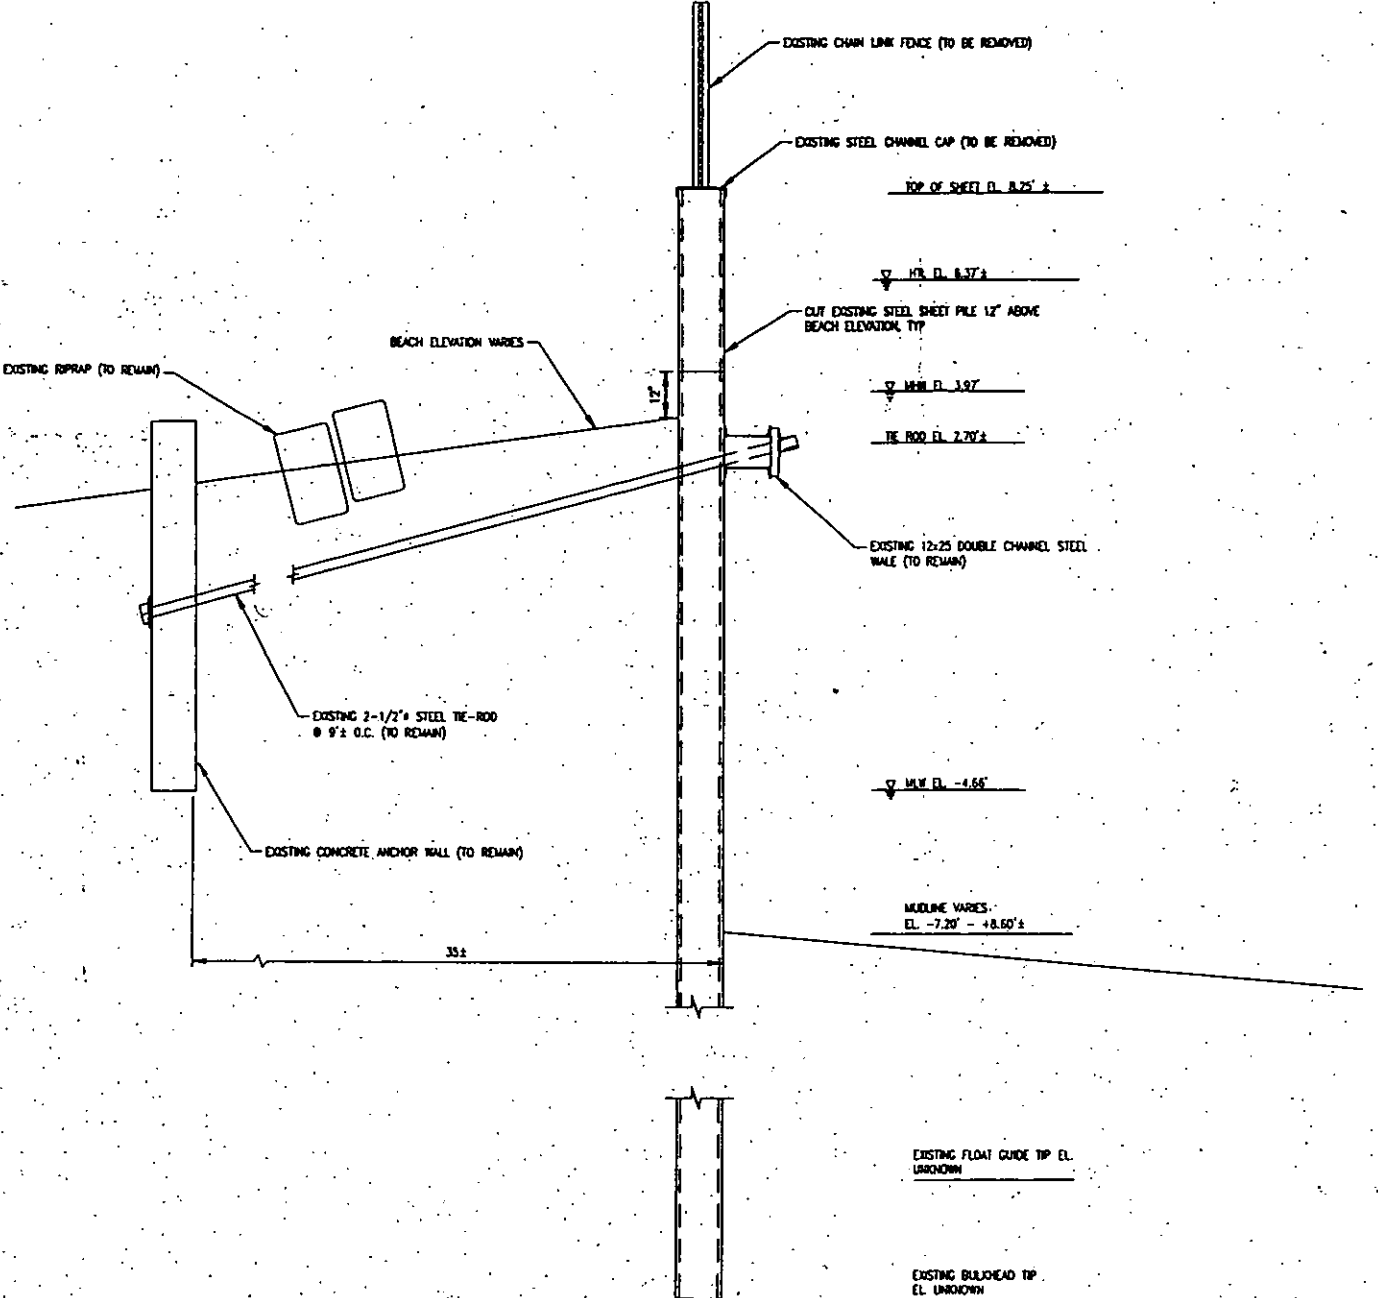 EXISTING CHAIN LINK FENCE (TO BE REMOVED)
EXISTING STEEL CHANNEL CAP (TO BE REMOVED)
TOP OF SHEET EL. 8.25' ±
HTL EL. 6.37'±
CUT EXISTING STEEL SHEET PILE 12" ABOVE
BEACH ELEVATION, TYP
BEACH ELEVATION VARIES
EXISTING RIPRAP (TO REMAIN)
12"
MHW EL. 3.97'
TIE ROD EL. 2.70'±
EXISTING 12x25 DOUBLE CHANNEL STEEL
WALE (TO REMAIN)
EXISTING 2-1/2"ø STEEL TIE-ROD
@ 9'± O.C. (TO REMAIN)
MLW EL. -4.66'
EXISTING CONCRETE ANCHOR WALL (TO REMAIN)
MUDLINE VARIES
EL. -7.20' - +8.60'±
35±
EXISTING FLOAT GUIDE TIP EL.
UNKNOWN
EXISTING BULKHEAD TIP
EL. UNKNOWN